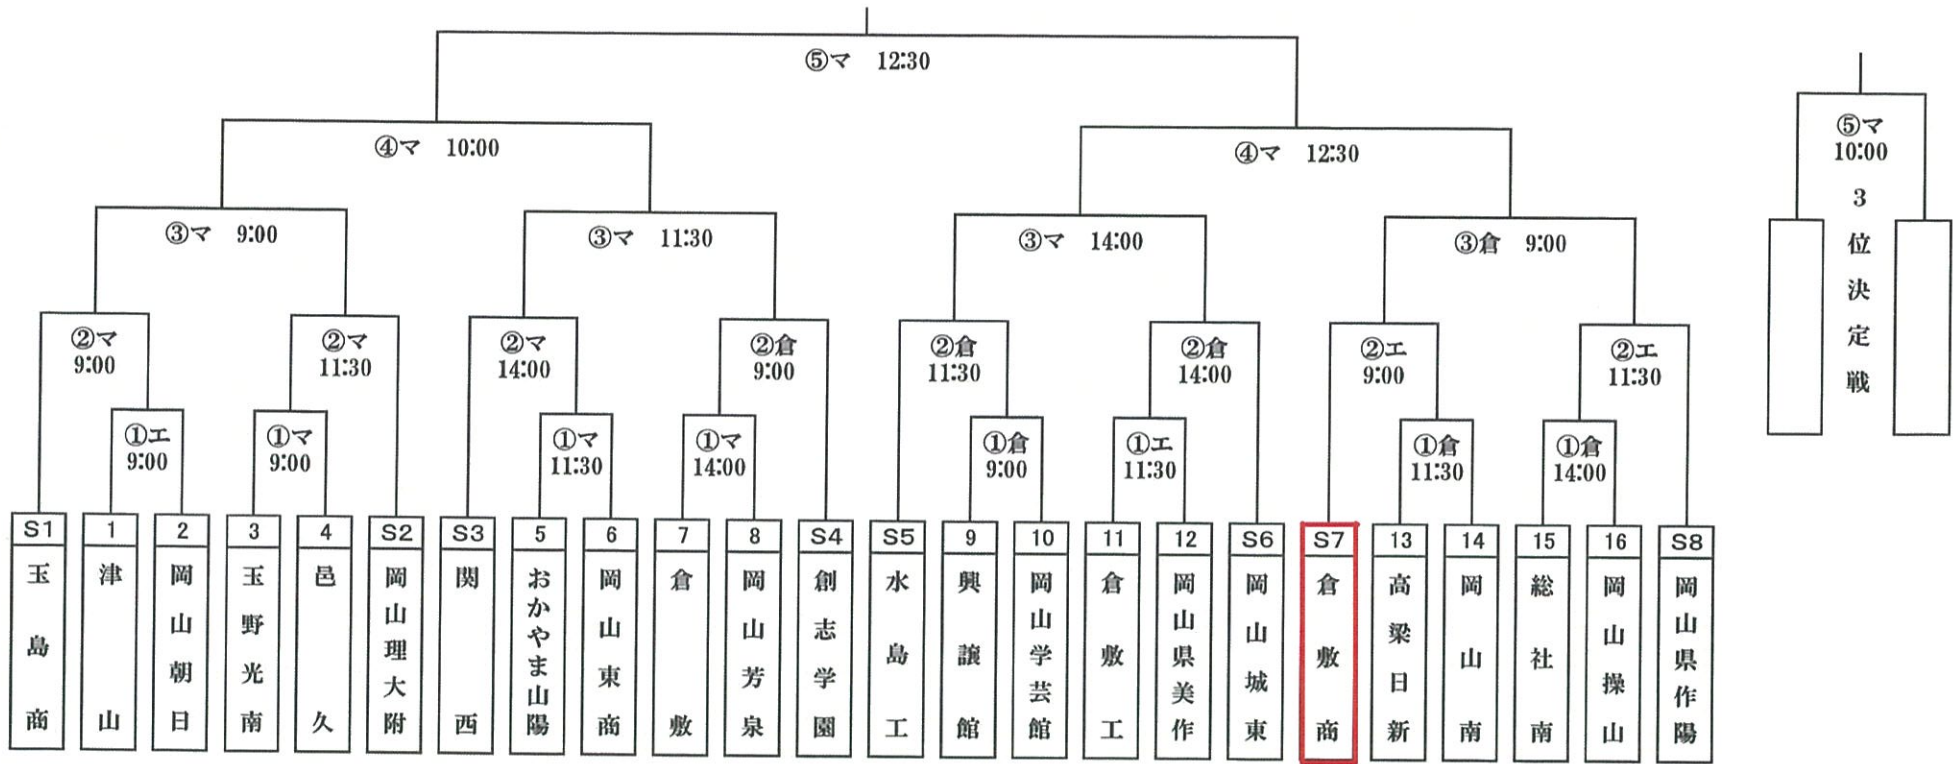 ⑤マ 12:30
④マ 10:00
④マ 12:30
③マ 9:00
③マ 11:30
③マ 14:00
③倉 9:00
②マ
9:00
②マ
11:30
②マ
14:00
②倉
9:00
②倉
11:30
②倉
14:00
②エ
9:00
②エ
11:30
①エ
9:00
①マ
9:00
①マ
11:30
①マ
14:00
①倉
9:00
①エ
11:30
①倉
11:30
①倉
14:00
S1
玉島商
1
津山
2
岡山朝日
3
玉野光南
4
邑久
S2
岡山理大附
S3
関西
5
おかやま山陽
6
岡山東商
7
倉敷
8
岡山芳泉
S4
創志学園
S5
水島工
9
興譲館
10
岡山学芸館
11
倉敷工
12
岡山県美作
S6
岡山城東
S7
倉敷商
13
高梁日新
14
岡山南
15
総社南
16
岡山操山
S8
岡山県作陽
⑤マ
10:00
3位決定戦